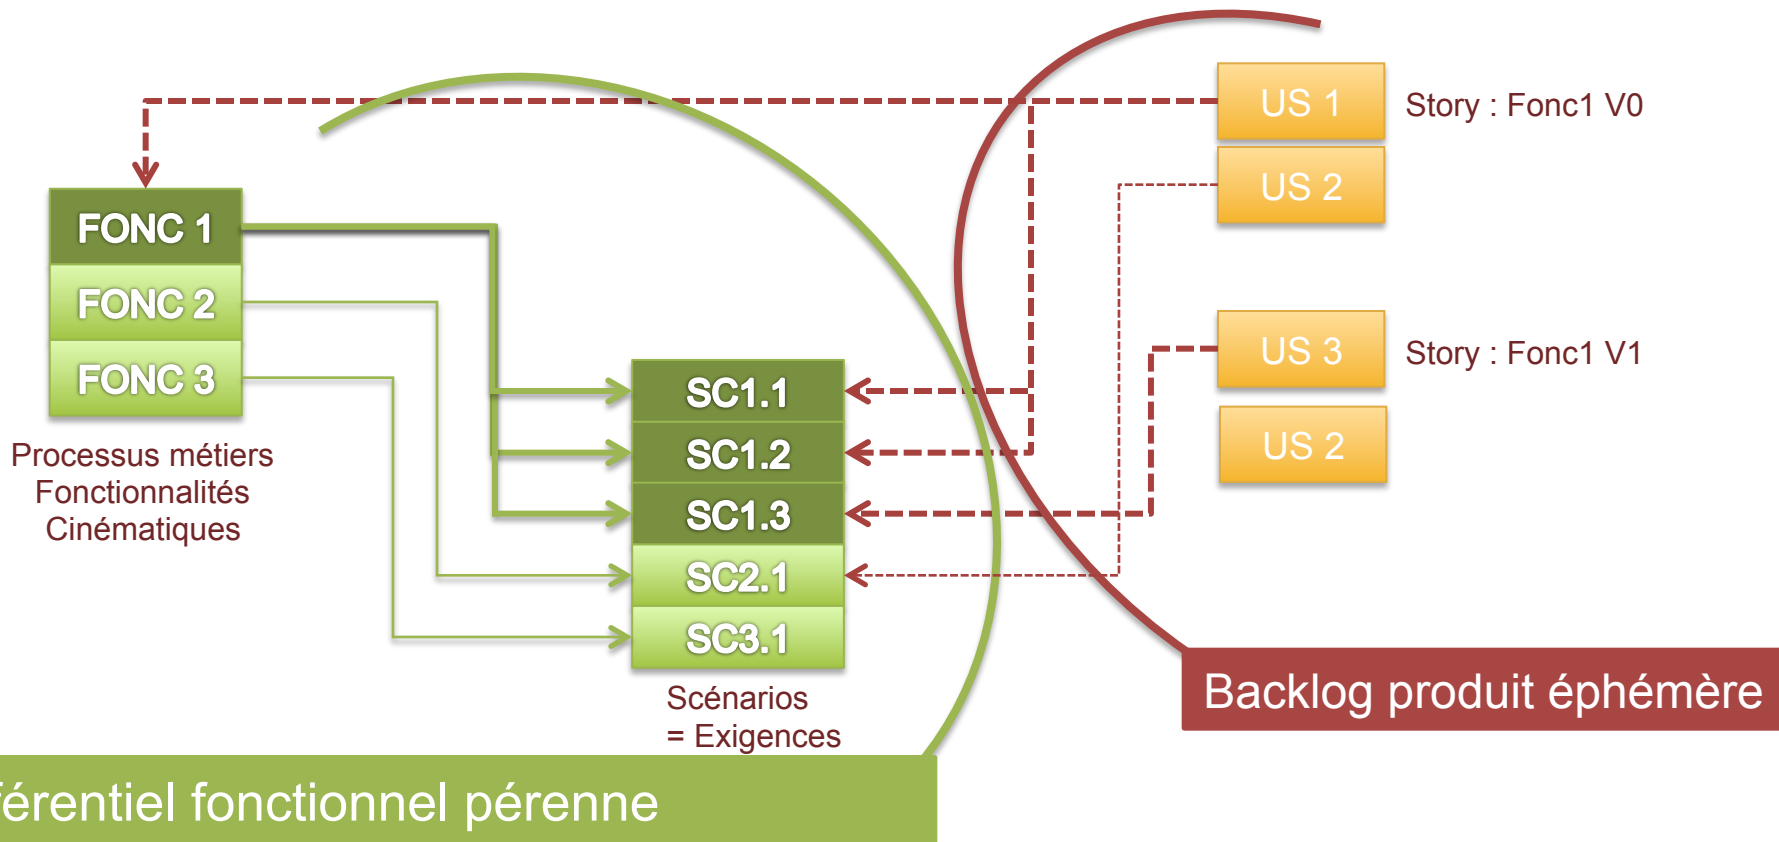 US 1
Story : Fonc1 V0
US 2
FONC 1
FONC 2
FONC 3
Processus métiers
Fonctionnalités
Cinématiques
US 3
Story : Fonc1 V1
US 2
SC1.1
SC1.2
SC1.3
SC2.1
SC3.1
Scénarios
= Exigences
Backlog produit éphémère
férentiel fonctionnel pérenne